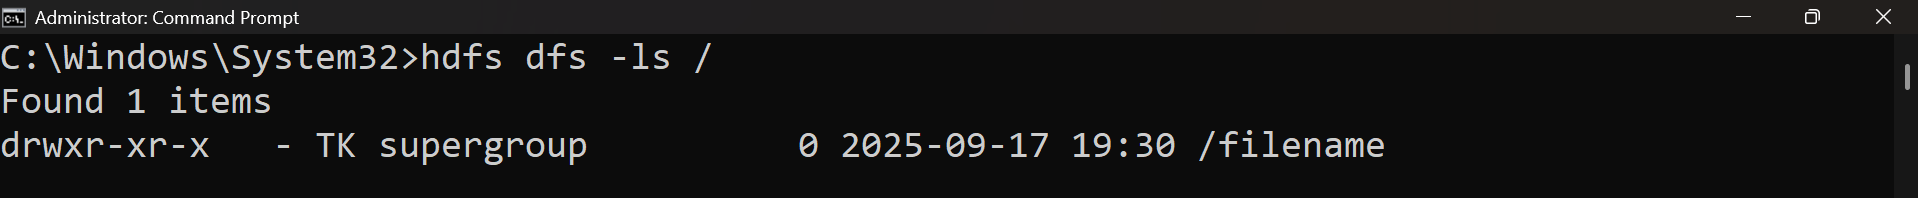 Administrator: Command Prompt
C:\Windows\System32>hdfs dfs -ls /
Found 1 items
drwxr-xr-x   - TK supergroup          0 2025-09-17 19:30 /filename